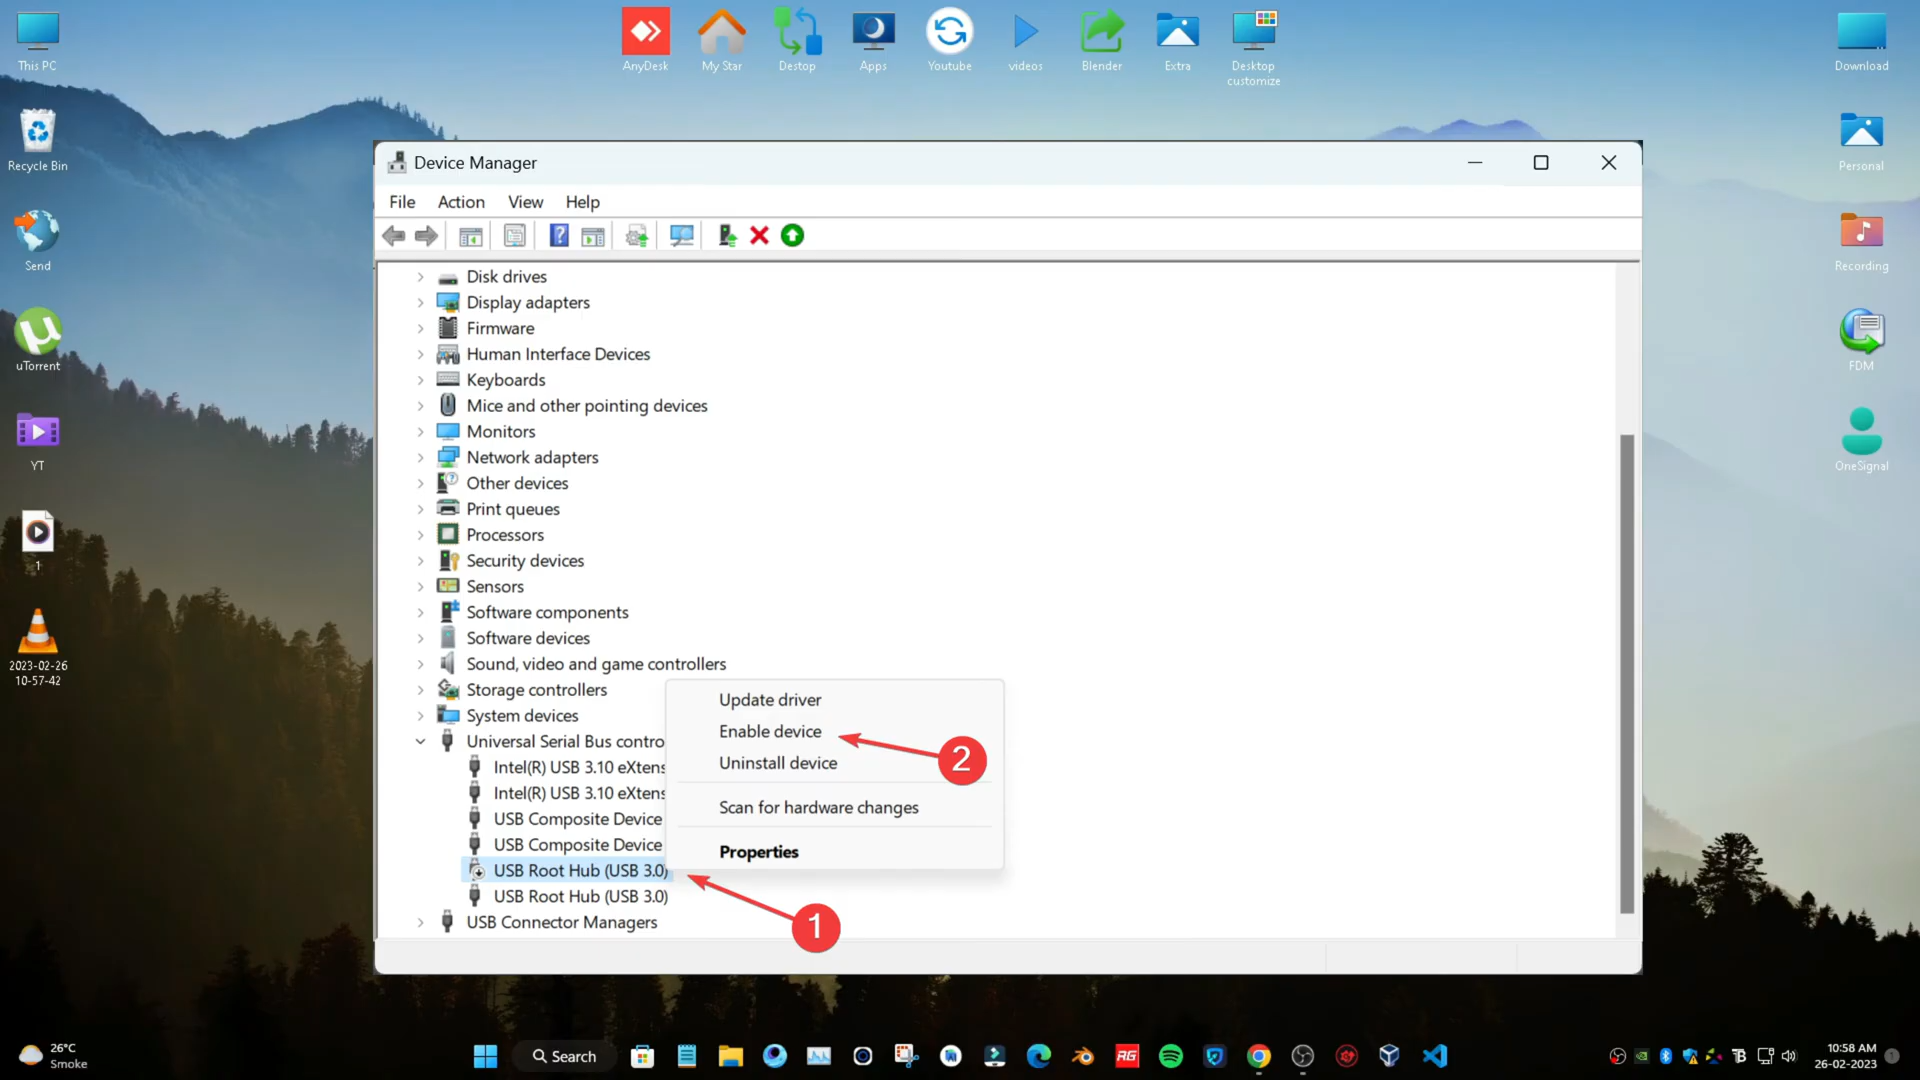 This PC
Recycle Bin
Send
uTorrent
YT
1
2023-02-26
10-57-42
AnyDesk
My Star
Destop
Apps
Youtube
videos
Blender
Extra
Desktop
customize
Download
Personal
Recording
FDM
OneSignal
Device Manager
File Action View Help
Disk drives
Display adapters
Firmware
Human Interface Devices
Keyboards
Mice and other pointing devices
Monitors
Network adapters
Other devices
Print queues
Processors
Security devices
Sensors
Software components
Software devices
Sound, video and game controllers
Storage controllers
System devices
Universal Serial Bus contro
Intel(R) USB 3.10 eXtens
Intel(R) USB 3.10 eXtens
USB Composite Device
USB Composite Device
USB Root Hub (USB 3.0)
USB Root Hub (USB 3.0)
USB Connector Managers
Update driver
Enable device
Uninstall device
Scan for hardware changes
Properties
2
1
26°C
Smoke
Search
RG
10:58 AM
26-02-2023
1